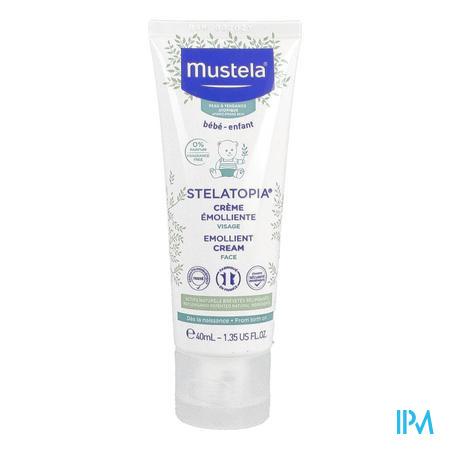 Mustela®
PEAU À TENDANCE
ATOPIQUE
bébé - enfant
0%
PARFUM
FRAGRANCE
FREE
STELATOPIA®
CRÈME
ÉMOLLIENTE
VISAGE
EMOLLIENT
CREAM
FACE
Dès la naissance • From birth on
e 40mL - 1.35 US FL.OZ.
IPM